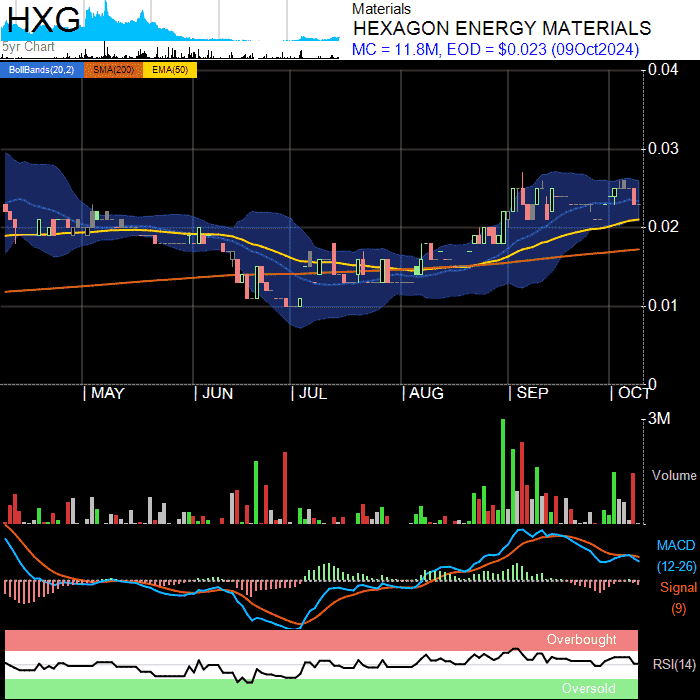 HXG
5yr Chart
Materials
HEXAGON ENERGY MATERIALS
MC = 11.8M, EOD = $0.023 (09Oct2024)
BollBands(20,2) SMA(200) EMA(50)
0.04
0.03
0.02
0.01
0
MAY JUN JUL AUG SEP OCT
3M
Volume
MACD
(12-26)
Signal
(9)
Overbought
RSI(14)
Oversold